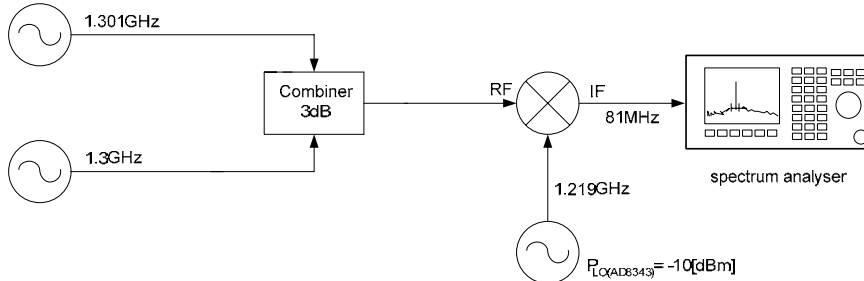 1.301GHz
Combiner
3dB
RF
IF
81MHz
1.3GHz
1.219GHz
spectrum analyser
PLO(AD8343) = -10[dBm]